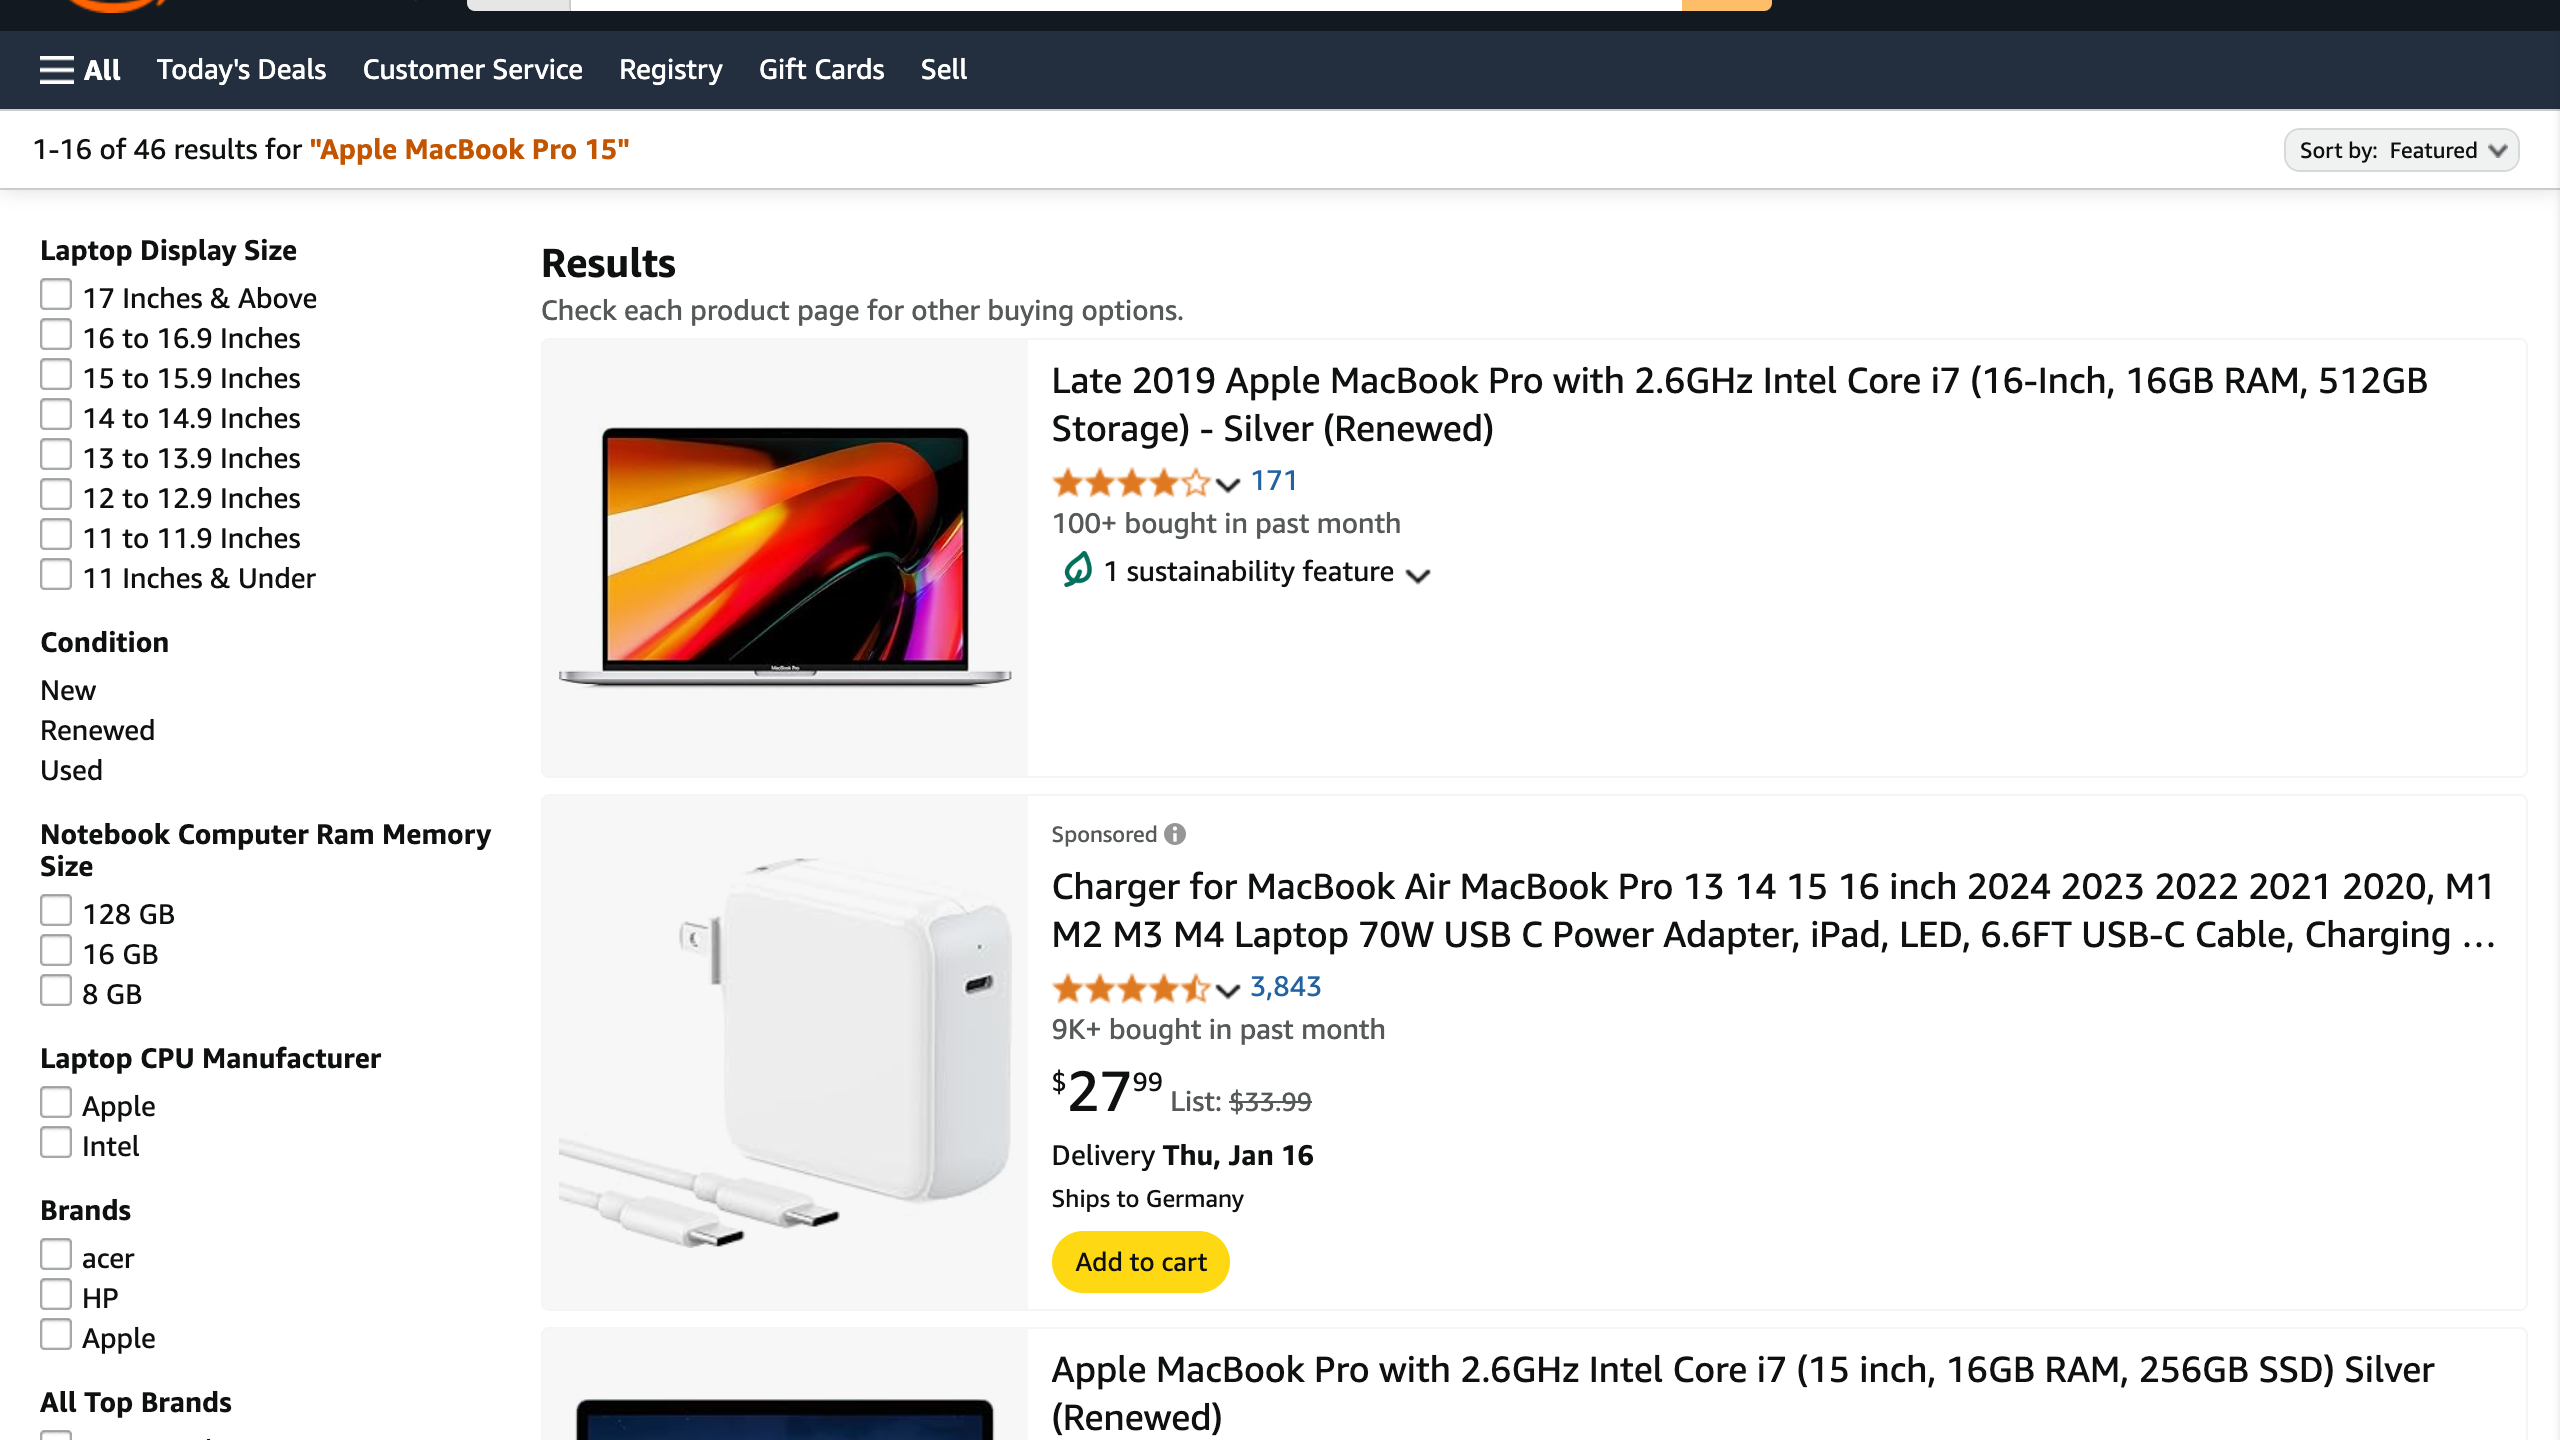 All Today's Deals Customer Service Registry Gift Cards Sell
1-16 of 46 results for "Apple MacBook Pro 15"
Sort by: Featured
Laptop Display Size
17 Inches & Above
16 to 16.9 Inches
15 to 15.9 Inches
14 to 14.9 Inches
13 to 13.9 Inches
12 to 12.9 Inches
11 to 11.9 Inches
11 Inches & Under
Condition
New
Renewed
Used
Notebook Computer Ram Memory
Size
128 GB
16 GB
8 GB
Laptop CPU Manufacturer
Apple
Intel
Brands
acer
HP
Apple
All Top Brands
Results
Check each product page for other buying options.
MacBook Pro
Late 2019 Apple MacBook Pro with 2.6GHz Intel Core i7 (16-Inch, 16GB RAM, 512GB
Storage) - Silver (Renewed)
171
100+ bought in past month
1 sustainability feature
Sponsored
Charger for MacBook Air MacBook Pro 13 14 15 16 inch 2024 2023 2022 2021 2020, M1
M2 M3 M4 Laptop 70W USB C Power Adapter, iPad, LED, 6.6FT USB-C Cable, Charging …
3,843
9K+ bought in past month
$27.99 List: $33.99
Delivery Thu, Jan 16
Ships to Germany
Add to cart
Apple MacBook Pro with 2.6GHz Intel Core i7 (15 inch, 16GB RAM, 256GB SSD) Silver
(Renewed)